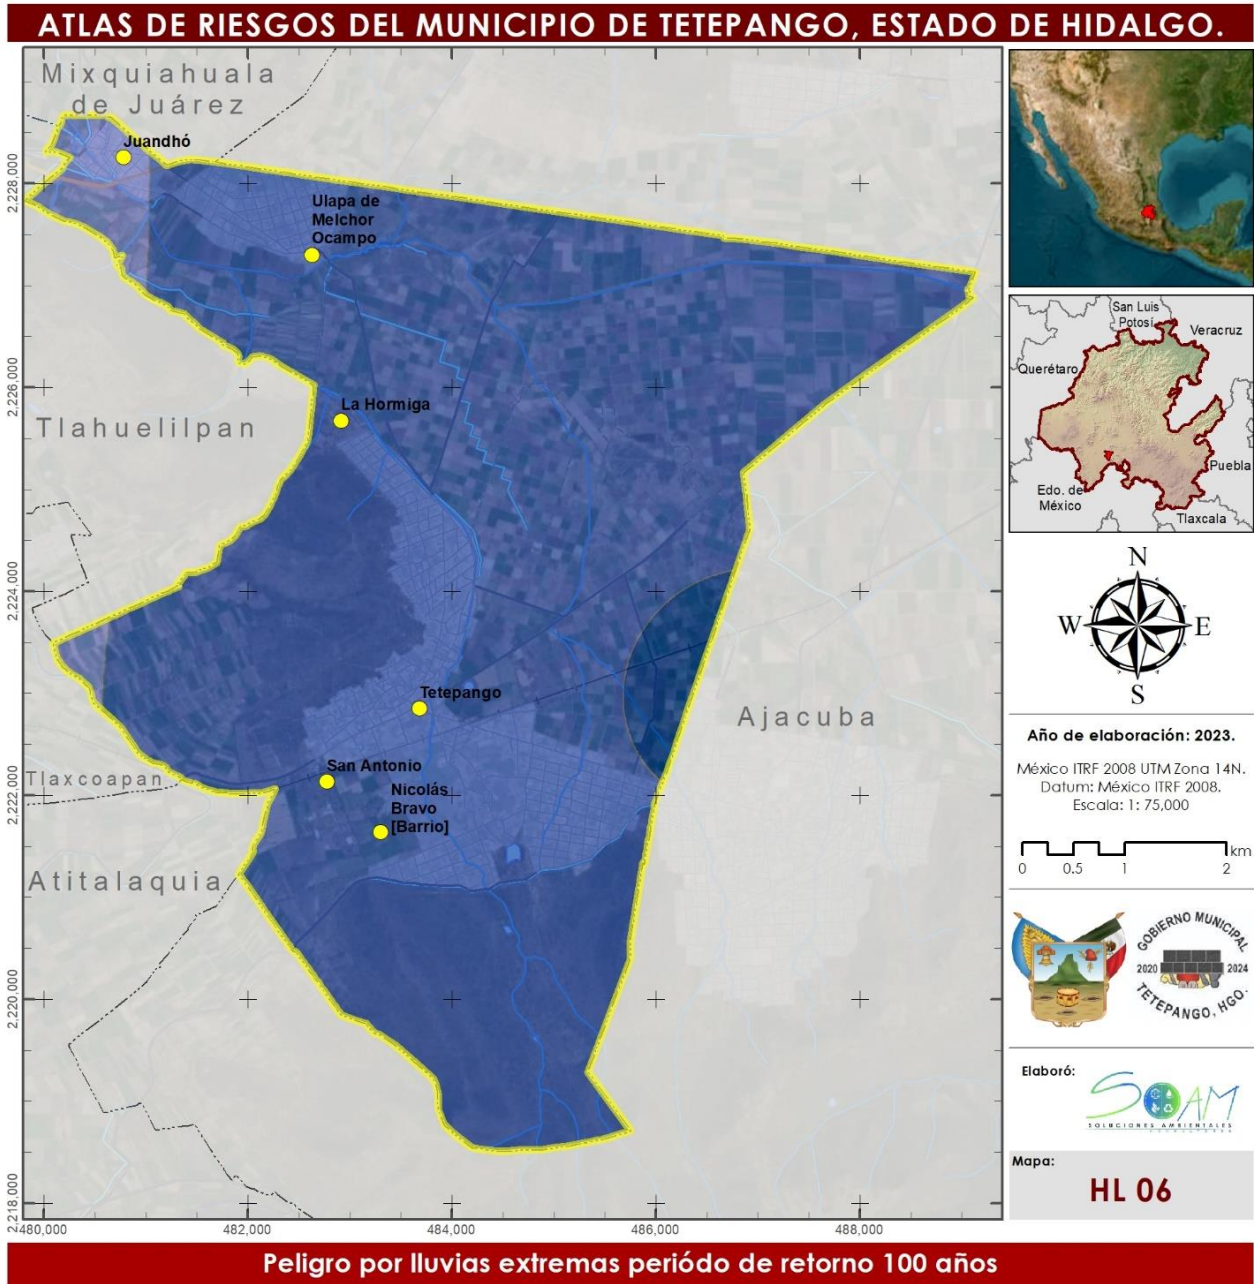 ATLAS DE RIESGOS DEL MUNICIPIO DE TETEPANGO, ESTADO DE HIDALGO.
Mixquiahuala
de Juárez
Juandhó
Ulapa de
Melchor
Ocampo
La Hormiga
Tlahuelilpan
Tetepango
Ajacuba
San Antonio
Tlaxcoapan
Nicolás
Bravo
[Barrio]
Atitalaquia
2,228,000
2,226,000
2,224,000
2,222,000
2,220,000
2,218,000
480,000
482,000
484,000
486,000
488,000
San Luis
Potosí
Veracruz
Querétaro
Puebla
Edo. de
México
Tlaxcala
N
W
E
S
Año de elaboración: 2023.
México ITRF 2008 UTM Zona 14N.
Datum: México ITRF 2008.
Escala: 1: 75,000
km
0 0.5 1 2
GOBIERNO MUNICIPAL
2020 2024
TETEPANGO, HGO.
Elaboró:
SOAM
SOLUCIONES AMBIENTALES
Mapa:
HL 06
Peligro por lluvias extremas periódo de retorno 100 años